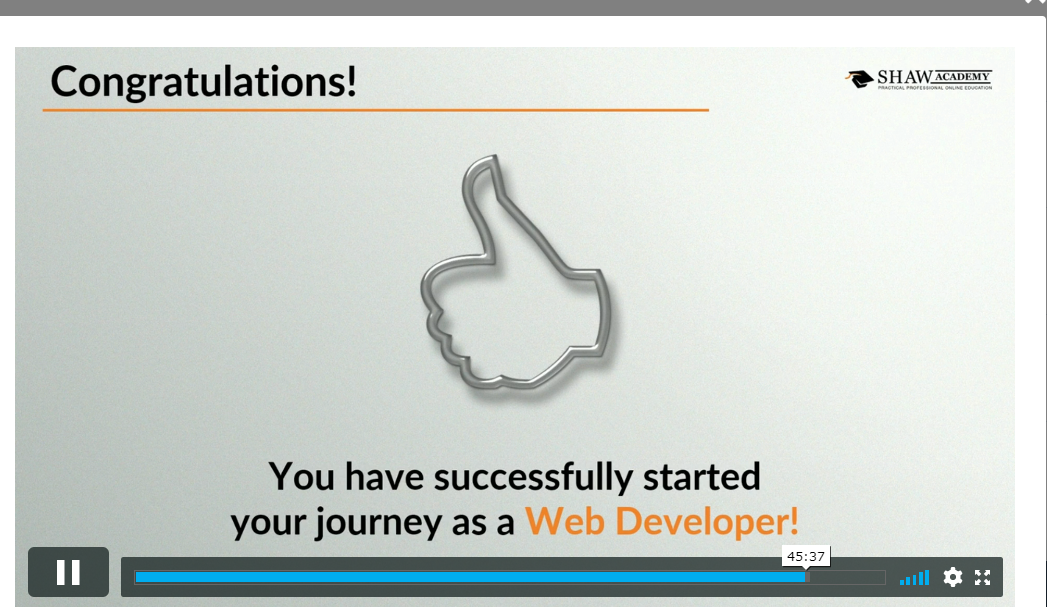 Congratulations!
SHAW ACADEMY
PRACTICAL PROFESSIONAL ONLINE EDUCATION
You have successfully started
your journey as a Web Developer!
45:37